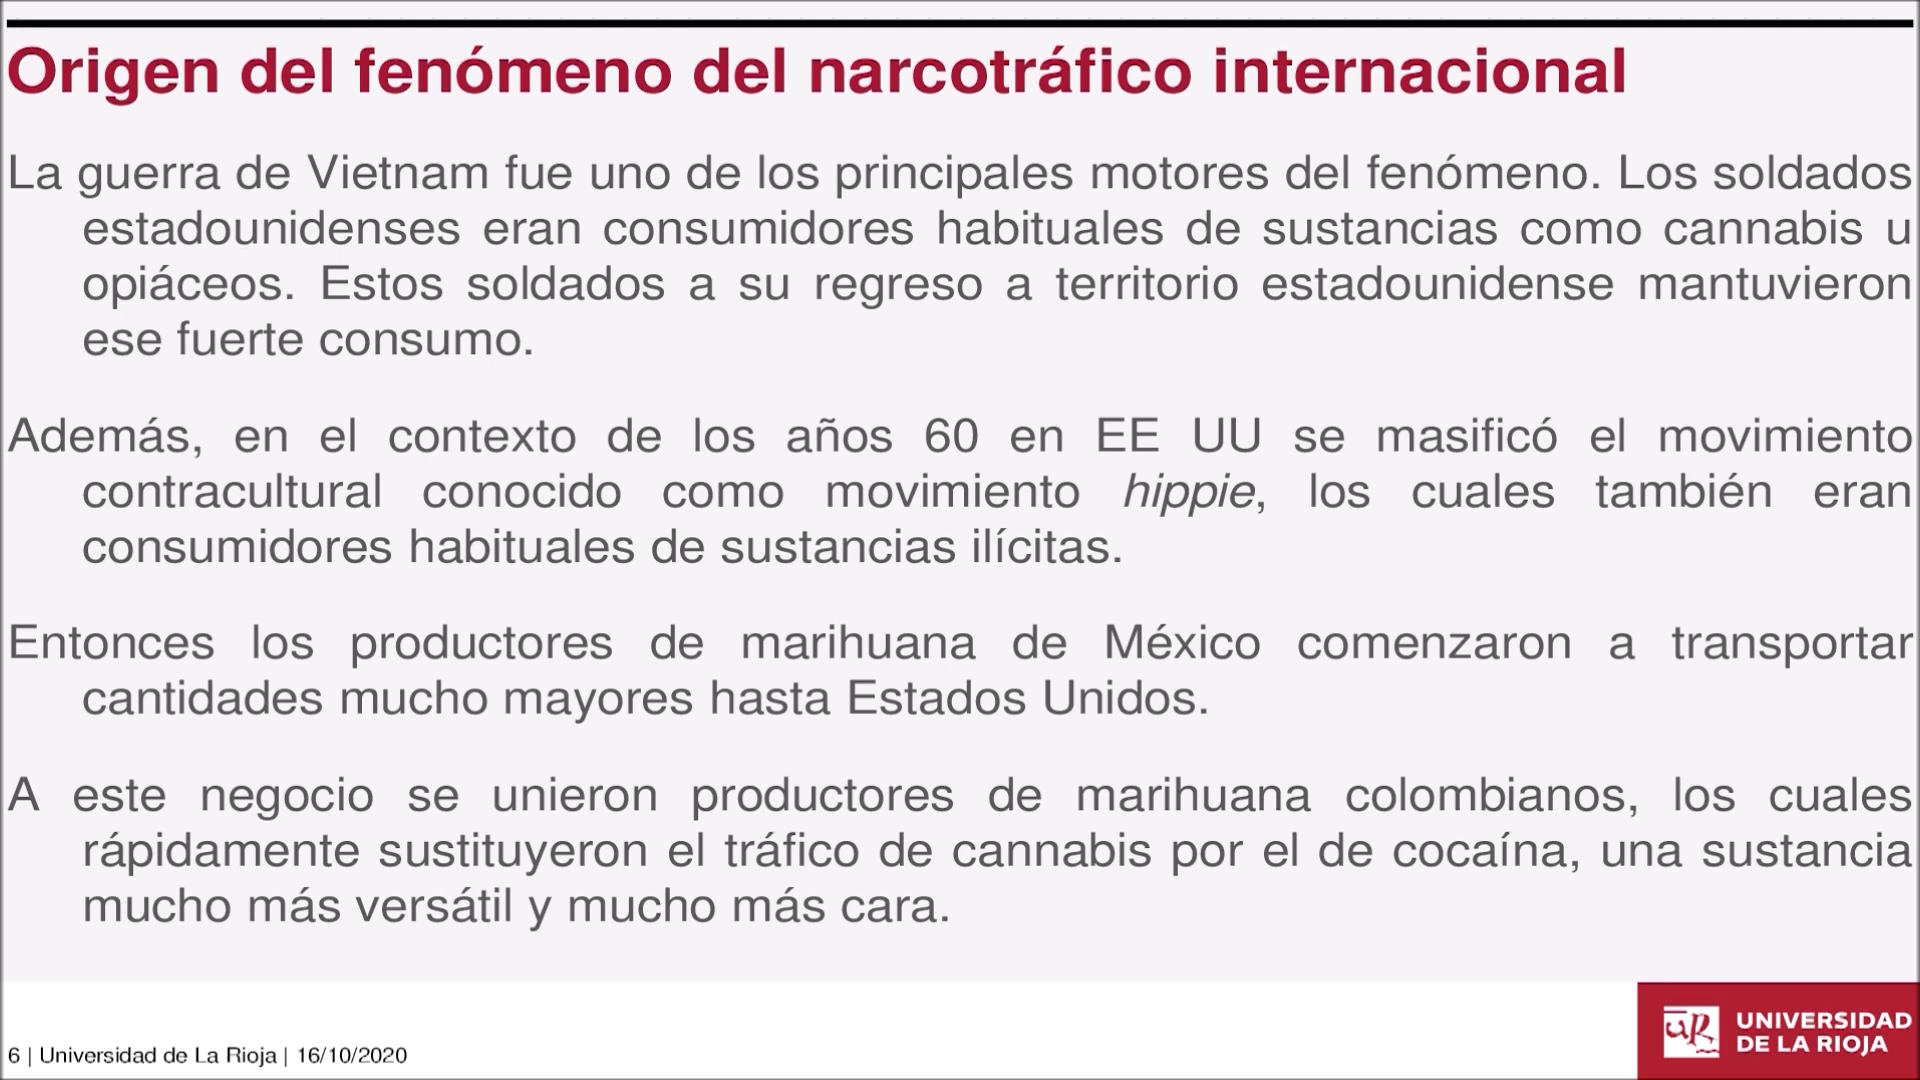 Origen del fenómeno del narcotráfico internacional
La guerra de Vietnam fue uno de los principales motores del fenómeno. Los soldados
estadounidenses eran consumidores habituales de sustancias como cannabis u
opiáceos. Estos soldados a su regreso a territorio estadounidense mantuvieron
ese fuerte consumo.
Además, en el contexto de los años 60 en EE UU se masificó el movimiento
contracultural conocido como movimiento hippie, los cuales también eran
consumidores habituales de sustancias ilícitas.
Entonces los productores de marihuana de México comenzaron a transportar
cantidades mucho mayores hasta Estados Unidos.
A este negocio se unieron productores de marihuana colombianos, los cuales
rápidamente sustituyeron el tráfico de cannabis por el de cocaína, una sustancia
mucho más versátil y mucho más cara.
6 | Universidad de La Rioja | 16/10/2020
UR
UNIVERSIDAD
DE LA RIOJA